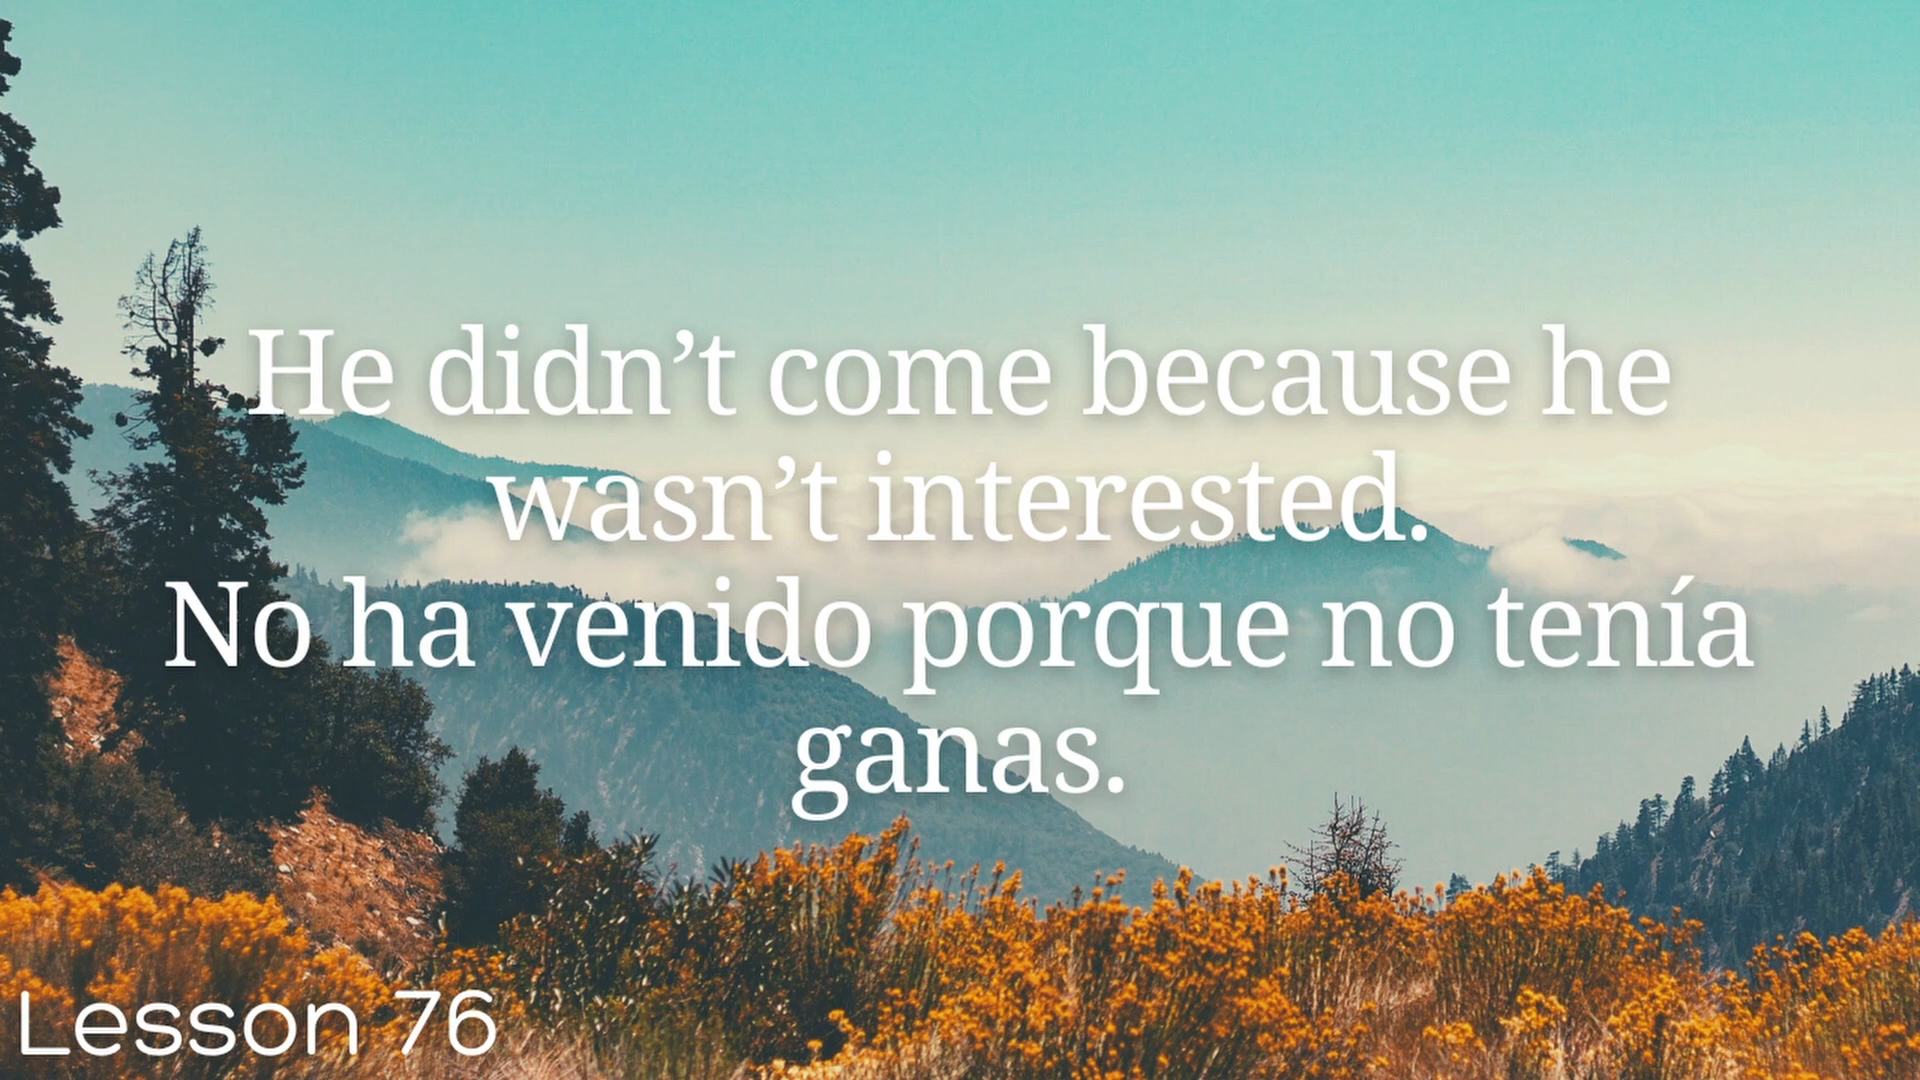 He didn’t come because he
wasn’t interested.
No ha venido porque no tenía
ganas.
Lesson 76